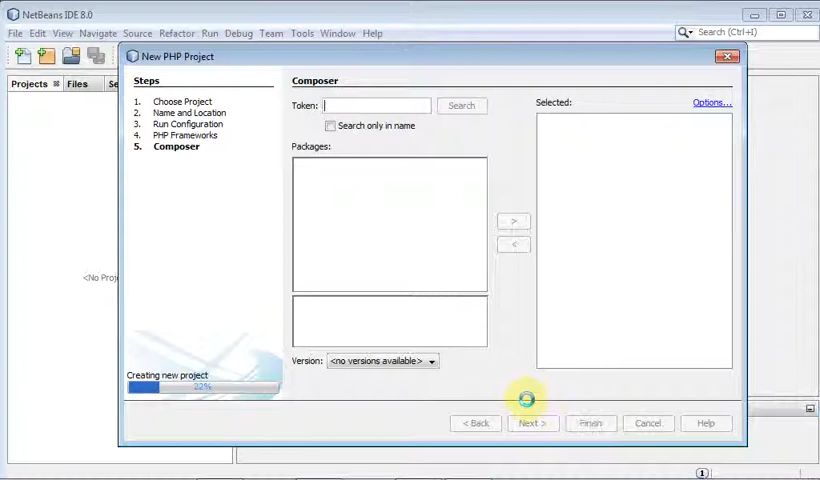 NetBeans IDE 8.0
File Edit View Navigate Source Refactor Run Debug Team Tools Window Help
Search (Ctrl+I)
Projects Files Se
<No Proj
New PHP Project
Steps
1. Choose Project
2. Name and Location
3. Run Configuration
4. PHP Frameworks
5. Composer
Creating new project
22%
Composer
Token: Search
Search only in name
Packages:
Version: <no versions available>
Selected: Options...
>
<
< Back Next > Finish Cancel Help
1